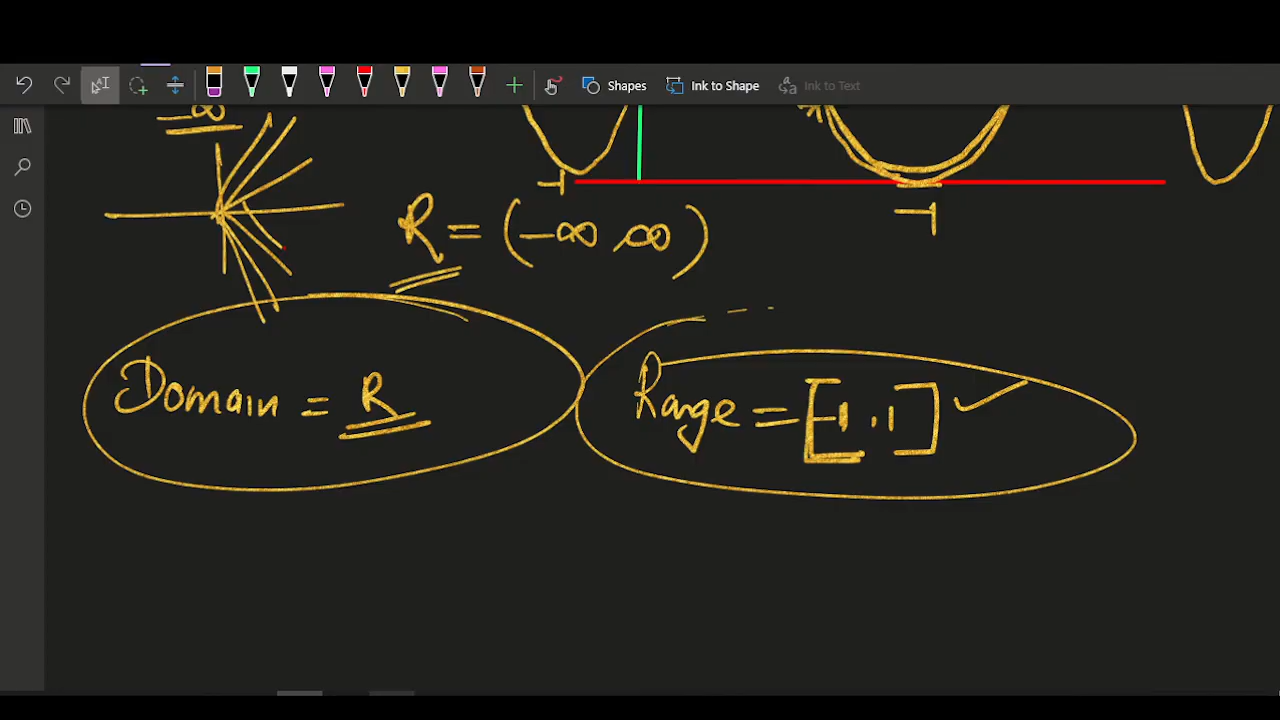 Shapes Ink to Shape Ink to Text
-∞
-1
-1
R = (-∞ ,∞)
Domain = R
Range = [-1,1]